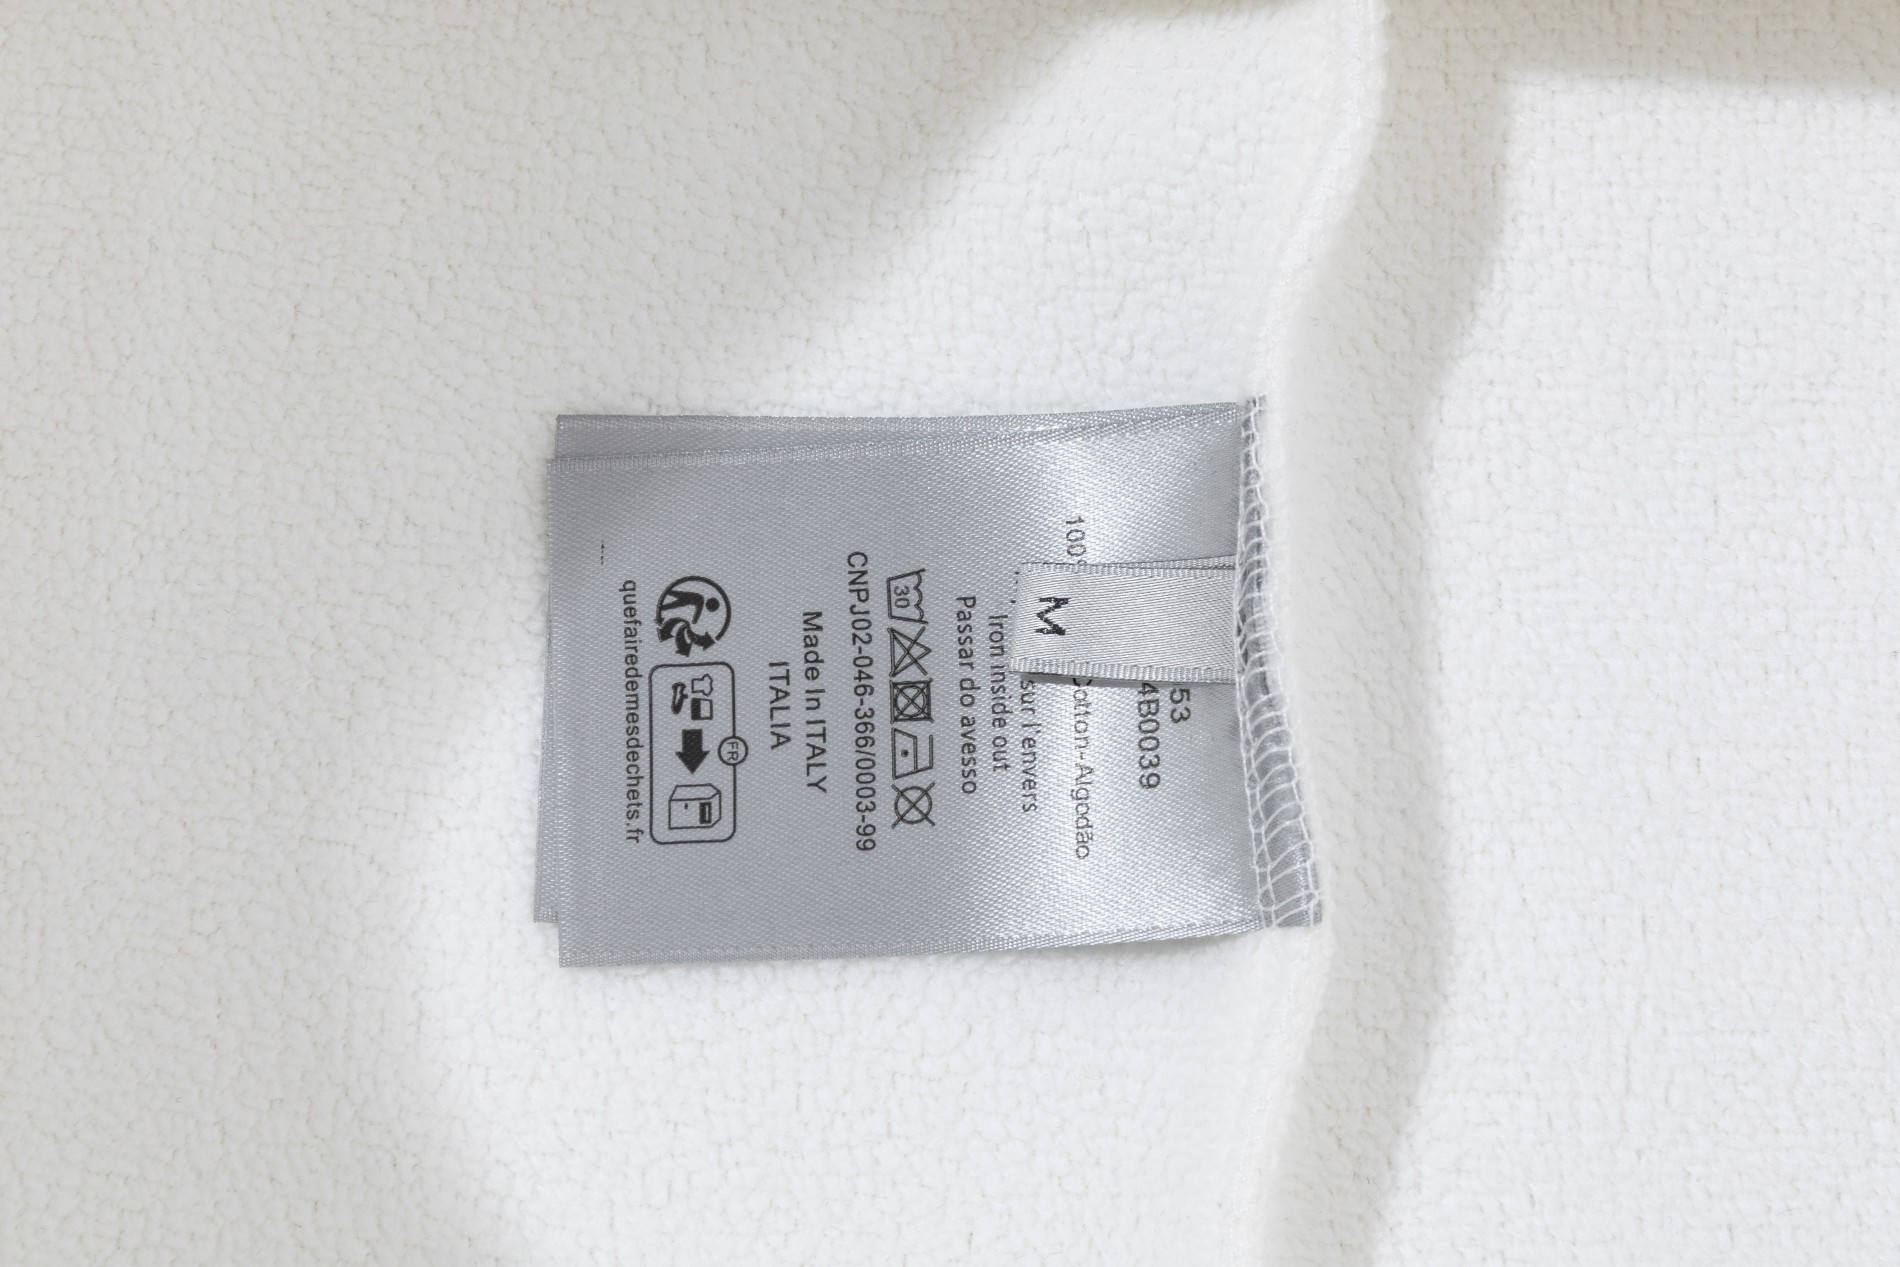 53
4B0039
100
Cotton-Algodão
M
sur l'envers
Iron inside out
Passar do avesso
30
CNPJ02-046-366/0003-99
Made In ITALY
ITALIA
FR
quefairedemesdechets.fr